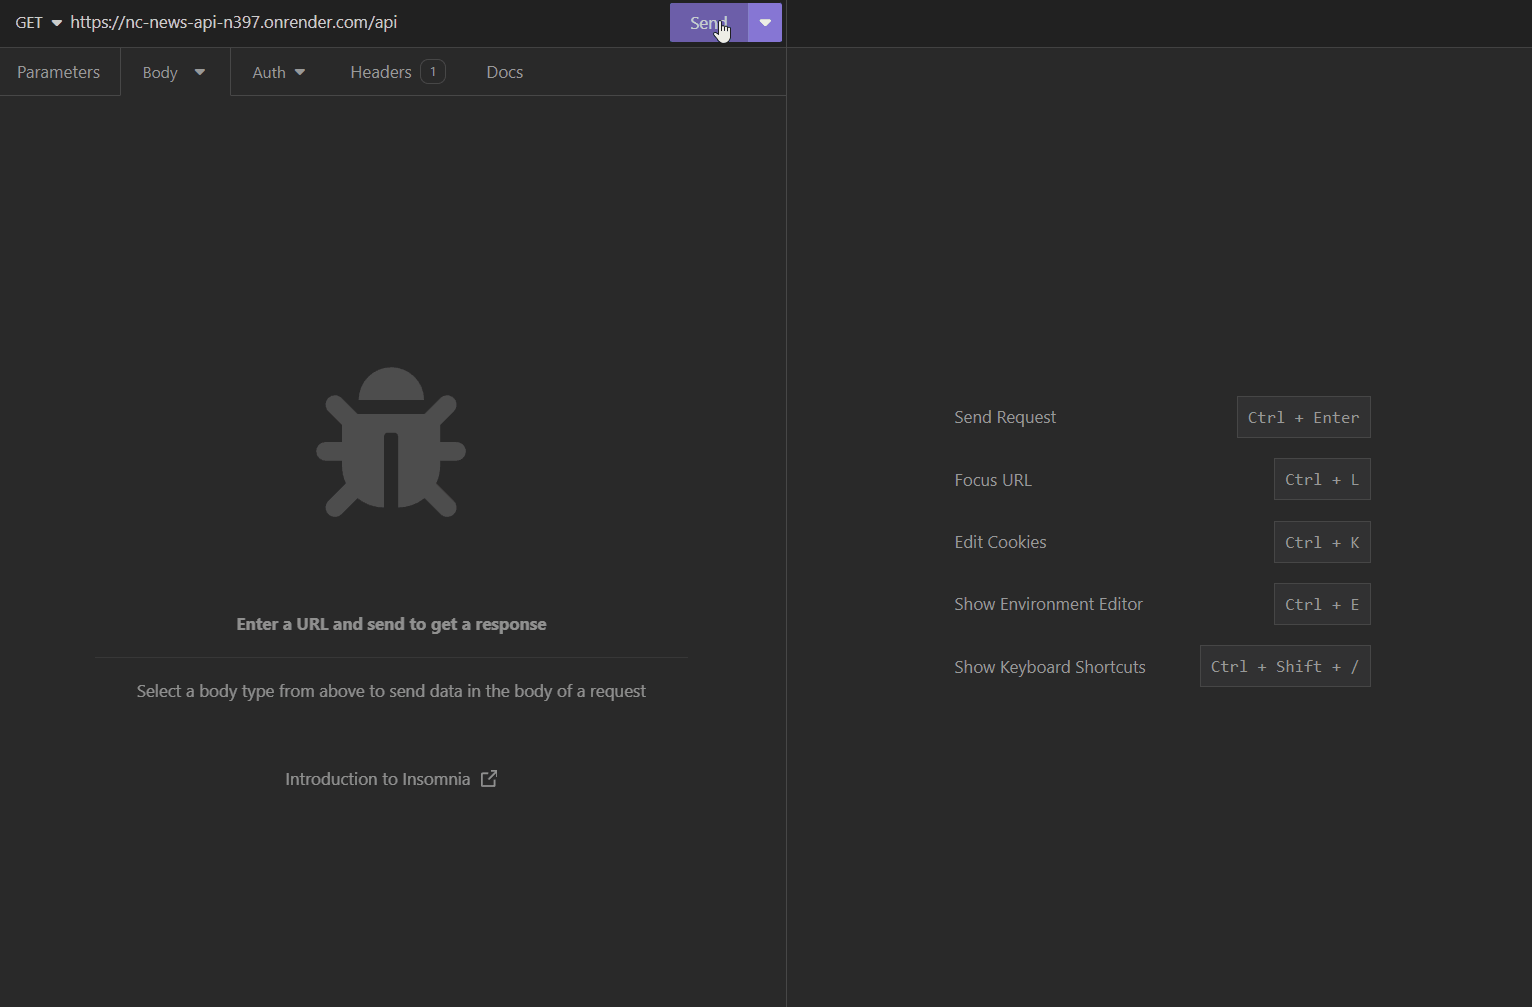 GET https://nc-news-api-n397.onrender.com/api Send
Parameters Body Auth Headers 1 Docs
Enter a URL and send to get a response
Select a body type from above to send data in the body of a request
Introduction to Insomnia
Send Request Ctrl + Enter
Focus URL Ctrl + L
Edit Cookies Ctrl + K
Show Environment Editor Ctrl + E
Show Keyboard Shortcuts Ctrl + Shift + /